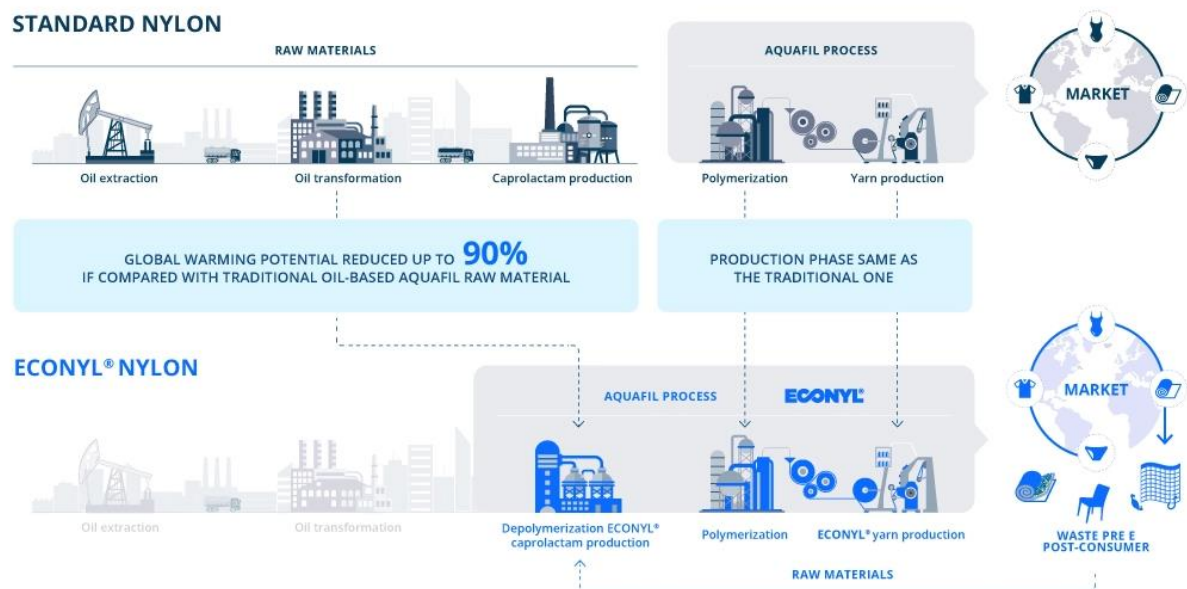 STANDARD NYLON
RAW MATERIALS
AQUAFIL PROCESS
MARKET
Oil extraction
Oil transformation
Caprolactam production
Polymerization
Yarn production
GLOBAL WARMING POTENTIAL REDUCED UP TO 90%
IF COMPARED WITH TRADITIONAL OIL-BASED AQUAFIL RAW MATERIAL
PRODUCTION PHASE SAME AS
THE TRADITIONAL ONE
ECONYL® NYLON
AQUAFIL PROCESS
ECONYL®
MARKET
Oil extraction
Oil transformation
Depolymerization ECONYL®
caprolactam production
Polymerization
ECONYL® yarn production
WASTE PRE E
POST-CONSUMER
RAW MATERIALS